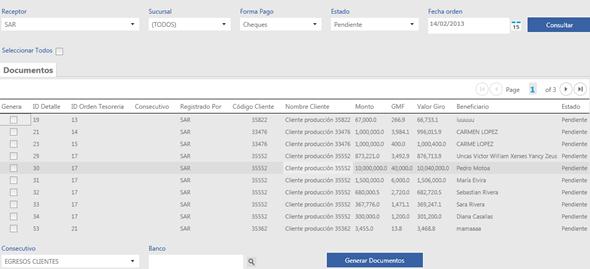 Receptor Sucursal Forma Pago Estado Fecha orden
SAR (TODOS) Cheques Pendiente 14/02/2013 15 Consultar
Seleccionar Todos
Documentos
Page 1 of 3
Genera ID Detalle ID Orden Tesoreria Consecutivo Registrado Por Código Cliente Nombre Cliente Monto GMF Valor Giro Beneficiario Estado
19 13 SAR 35822 Cliente producción 35822 67,000.0 266.9 66,733.1 iuuuuu Pendiente
21 14 SAR 33476 Cliente producción 33476 1,000,000.0 3,984.1 996,015.9 CARMEN LOPEZ Pendiente
23 15 SAR 33476 Cliente producción 33476 1,000,000.0 400.0 1,000,400.0 CARME LOPEZ Pendiente
29 17 SAR 35552 Cliente producción 35552 873,221.0 3,492.9 876,713.9 Uncas Victor William Xerses Yancy Zeus Pendiente
30 17 SAR 35552 Cliente producción 35552 10,000,000.0 40,000.0 10,040,000.0 Pedro Motoa Pendiente
31 17 SAR 35552 Cliente producción 35552 1,500,000.0 6,000.0 1,506,000.0 María Elvira Pendiente
32 17 SAR 35552 Cliente producción 35552 680,000.5 2,720.0 682,720.5 Sebastian Rivera Pendiente
33 17 SAR 35552 Cliente producción 35552 367,776.0 1,471.1 369,247.1 Sara Rivera Pendiente
34 17 SAR 35552 Cliente producción 35552 300,000.0 1,200.0 301,200.0 Diana Casallas Pendiente
53 21 SAR 35362 Cliente producción 35362 3,455.0 13.8 3,468.8 mamaaaa Pendiente
Consecutivo Banco
EGRESOS CLIENTES Generar Documentos